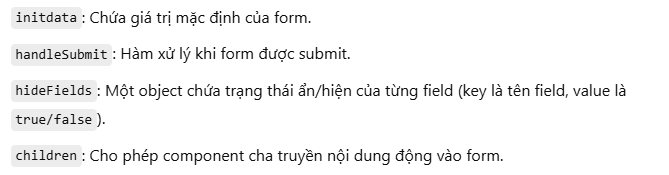 initdata: Chứa giá trị mặc định của form.
handleSubmit: Hàm xử lý khi form được submit.
hideFields: Một object chứa trạng thái ẩn/hiện của từng field (key là tên field, value là
true/false).
children: Cho phép component cha truyền nội dung động vào form.